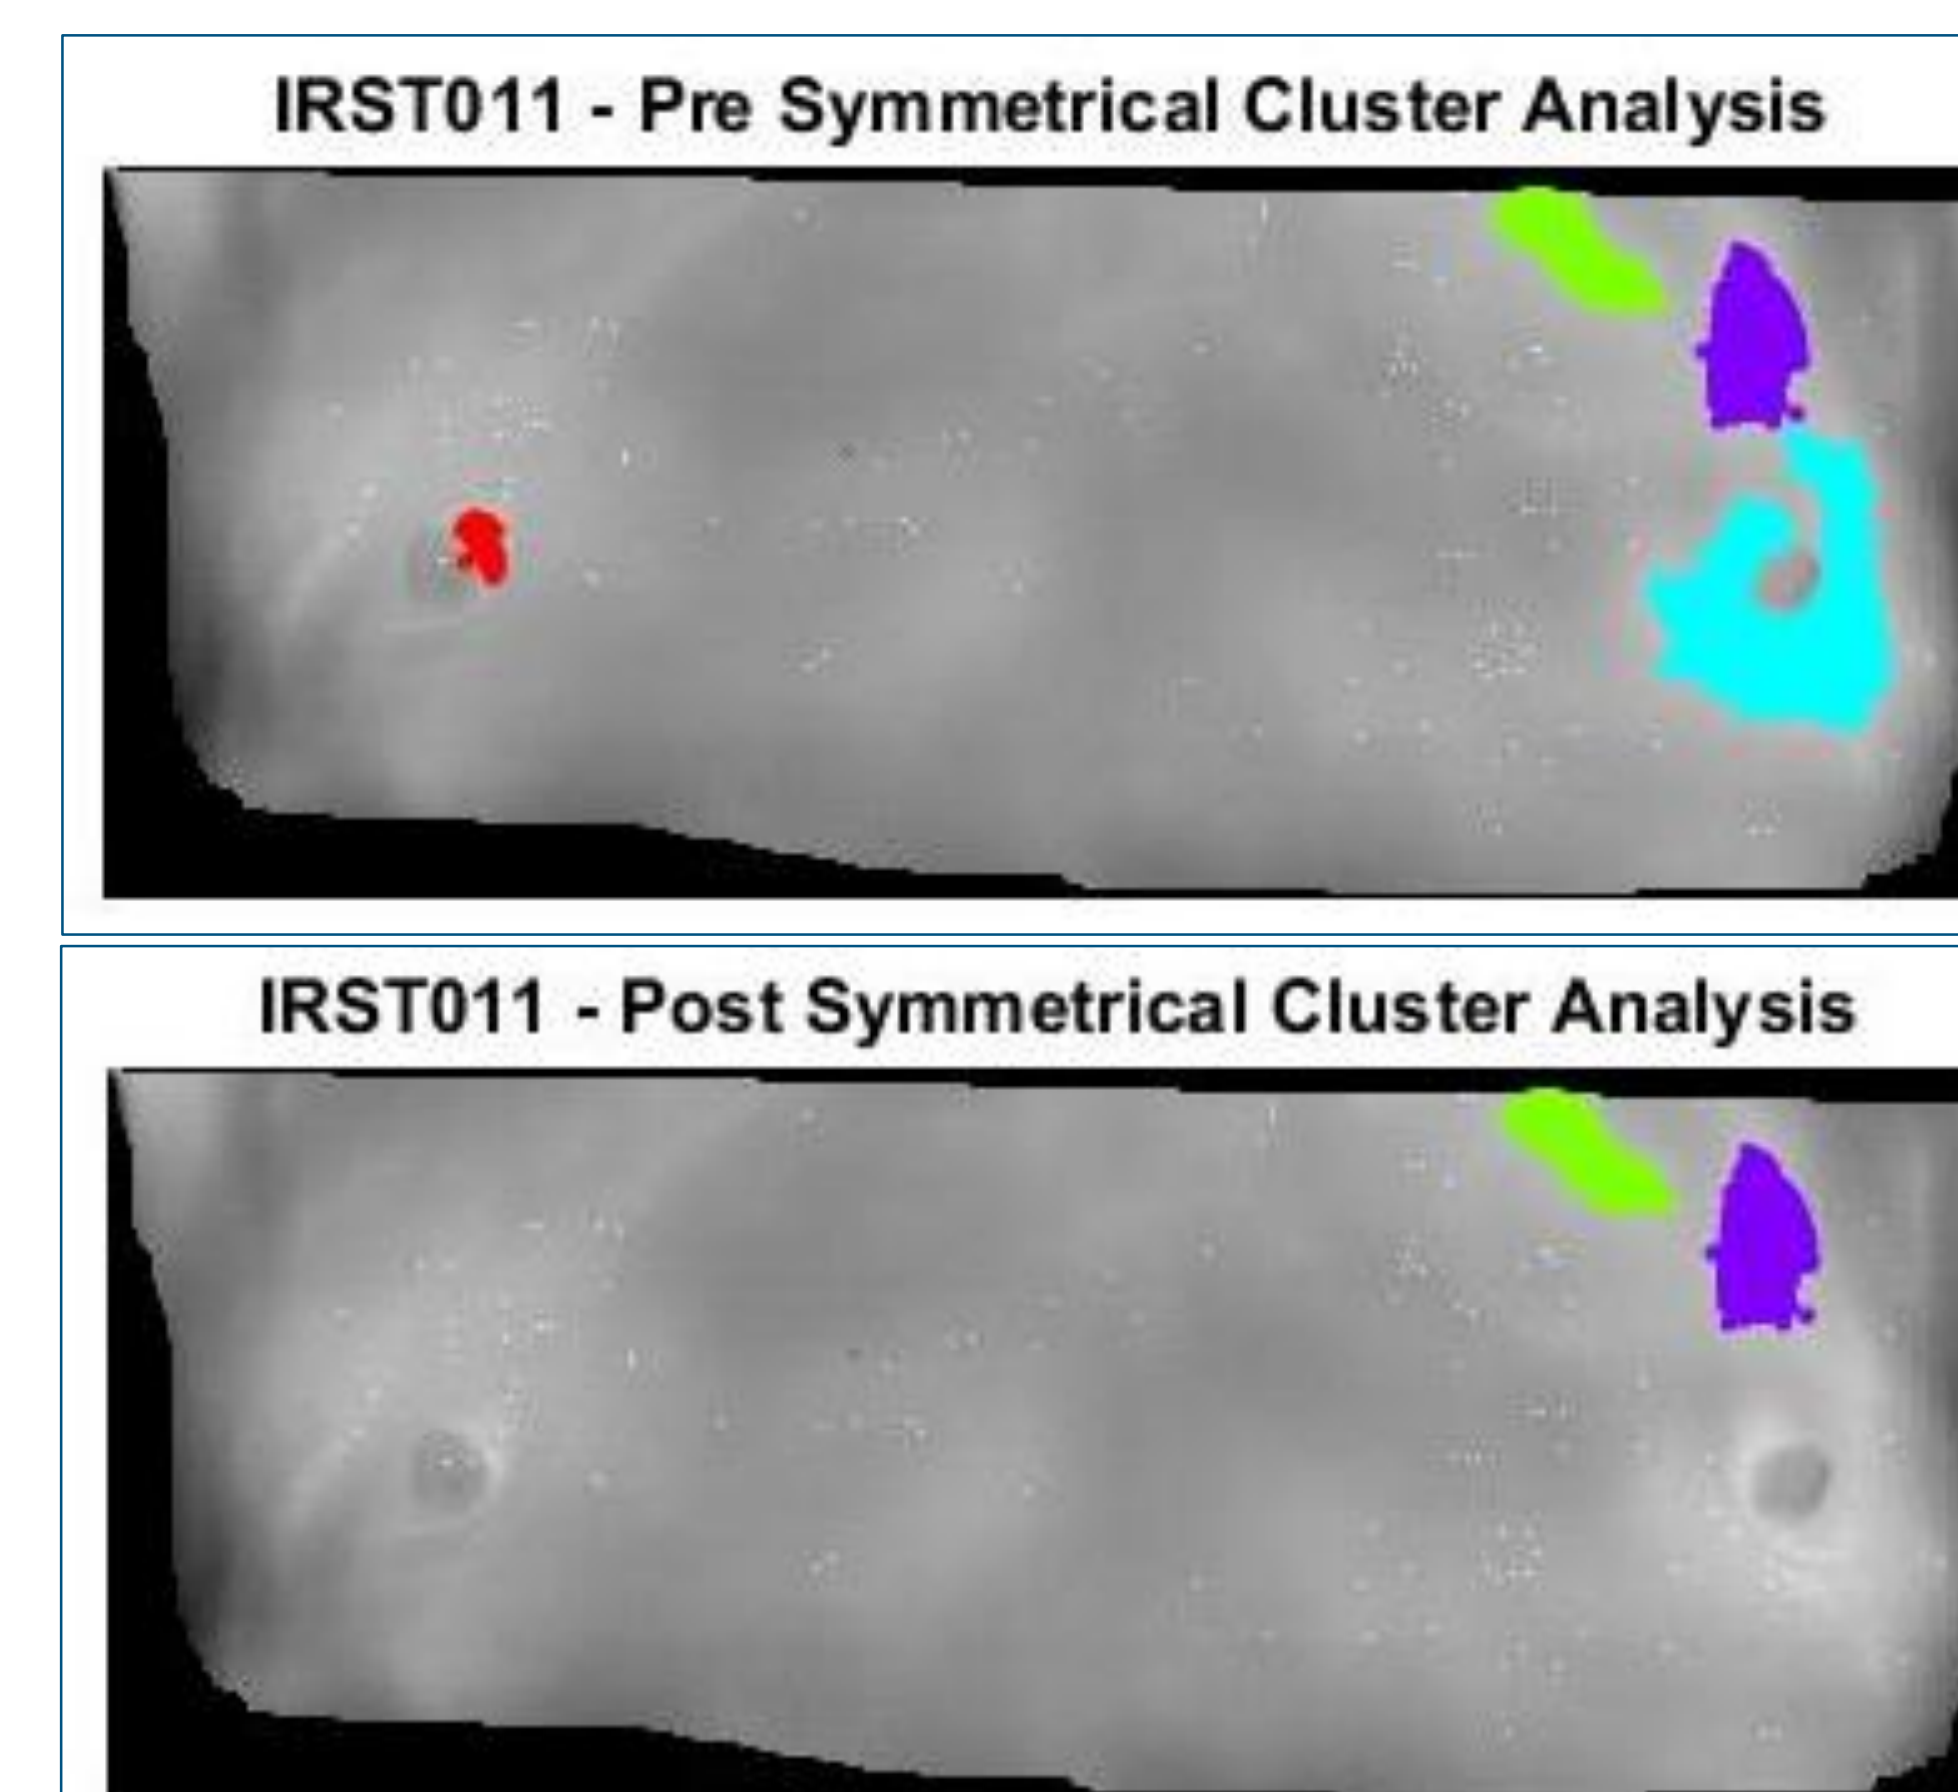 IRST011 - Pre Symmetrical Cluster Analysis
IRST011 - Post Symmetrical Cluster Analysis